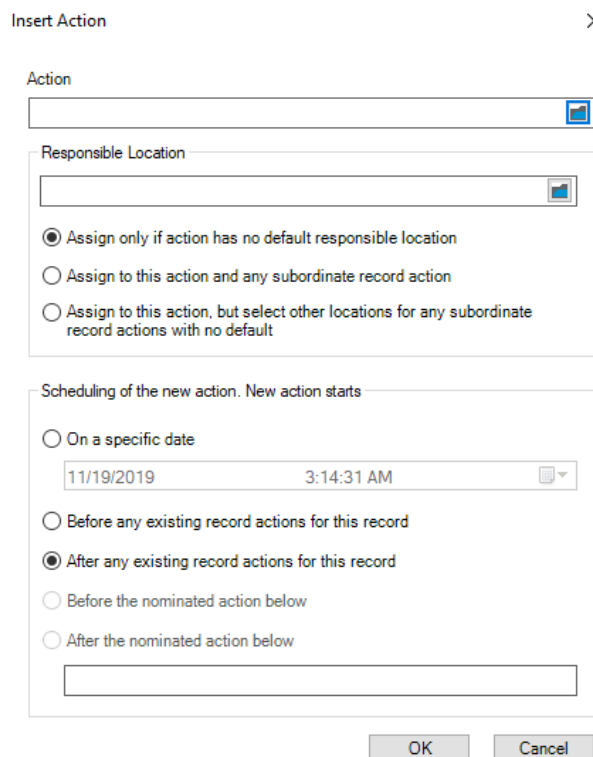 Insert Action
Action
Responsible Location
Assign only if action has no default responsible location
Assign to this action and any subordinate record action
Assign to this action, but select other locations for any subordinate
record actions with no default
Scheduling of the new action. New action starts
On a specific date
11/19/2019 3:14:31 AM
Before any existing record actions for this record
After any existing record actions for this record
Before the nominated action below
After the nominated action below
OK Cancel